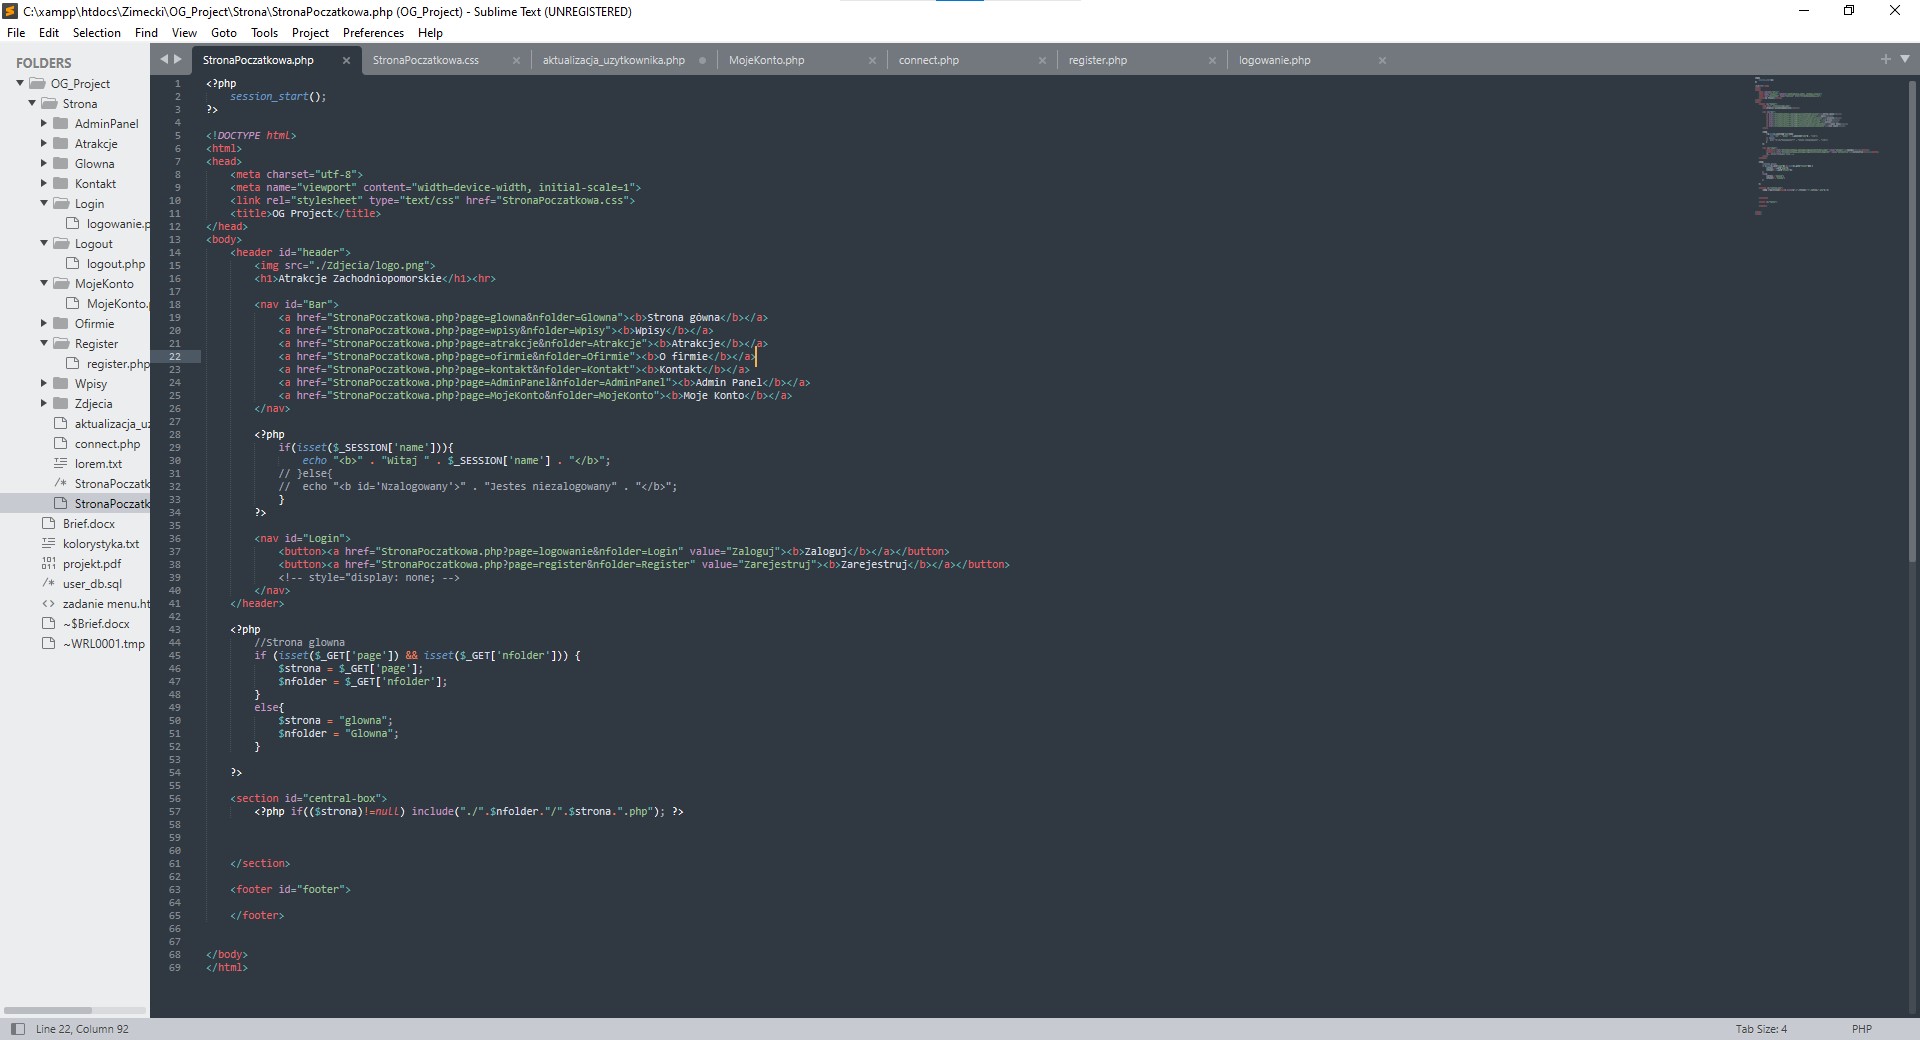 C:\xampp\htdocs\Zimecki\OG_Project\Strona\StronaPoczatkowa.php (OG_Project) - Sublime Text (UNREGISTERED)
File Edit Selection Find View Goto Tools Project Preferences Help
FOLDERS
OG_Project
Strona
AdminPanel
Atrakcje
Glowna
Kontakt
Login
logowanie.p
Logout
logout.php
MojeKonto
MojeKonto.
Ofirmie
Register
register.php
Wpisy
Zdjecia
aktualizacja_uz
connect.php
lorem.txt
StronaPoczatk
StronaPoczatk
Brief.docx
kolorystyka.txt
projekt.pdf
user_db.sql
zadanie menu.ht
~$Brief.docx
~WRL0001.tmp
StronaPoczatkowa.php StronaPoczatkowa.css aktualizacja_uzytkownika.php MojeKonto.php connect.php register.php logowanie.php
1 <?php
2 session_start();
3 ?>
4
5 <!DOCTYPE html>
6 <html>
7 <head>
8 <meta charset="utf-8">
9 <meta name="viewport" content="width=device-width, initial-scale=1">
10 <link rel="stylesheet" type="text/css" href="StronaPoczatkowa.css">
11 <title>OG Project</title>
12 </head>
13 <body>
14 <header id="header">
15 <img src="./Zdjecia/logo.png">
16 <h1>Atrakcje Zachodniopomorskie</h1><hr>
17
18 <nav id="Bar">
19 <a href="StronaPoczatkowa.php?page=glowna&nfolder=Glowna"><b>Strona gówna</b></a>
20 <a href="StronaPoczatkowa.php?page=wpisy&nfolder=Wpisy"><b>Wpisy</b></a>
21 <a href="StronaPoczatkowa.php?page=atrakcje&nfolder=Atrakcje"><b>Atrakcje</b></a>
22 <a href="StronaPoczatkowa.php?page=ofirmie&nfolder=Ofirmie"><b>O firmie</b></a>
23 <a href="StronaPoczatkowa.php?page=kontakt&nfolder=Kontakt"><b>Kontakt</b></a>
24 <a href="StronaPoczatkowa.php?page=AdminPanel&nfolder=AdminPanel"><b>Admin Panel</b></a>
25 <a href="StronaPoczatkowa.php?page=MojeKonto&nfolder=MojeKonto"><b>Moje Konto</b></a>
26 </nav>
27
28 <?php
29 if(isset($_SESSION['name'])){
30 echo "<b>" . "Witaj " . $_SESSION['name'] . "</b>";
31 // }else{
32 // echo "<b id='Nzalogowany'>" . "Jestes niezalogowany" . "</b>";
33 }
34 ?>
35
36 <nav id="Login">
37 <button><a href="StronaPoczatkowa.php?page=logowanie&nfolder=Login" value="Zaloguj"><b>Zaloguj</b></a></button>
38 <button><a href="StronaPoczatkowa.php?page=register&nfolder=Register" value="Zarejestruj"><b>Zarejestruj</b></a></button>
39 <!-- style="display: none; -->
40 </nav>
41 </header>
42
43 <?php
44 //Strona glowna
45 if (isset($_GET['page']) && isset($_GET['nfolder'])) {
46 $strona = $_GET['page'];
47 $nfolder = $_GET['nfolder'];
48 }
49 else{
50 $strona = "glowna";
51 $nfolder = "Glowna";
52 }
53
54 ?>
55
56 <section id="central-box">
57 <?php if(($strona)!=null) include("./".$nfolder."/".$strona.".php"); ?>
58
59
60
61 </section>
62
63 <footer id="footer">
64
65 </footer>
66
67
68 </body>
69 </html>
Line 22, Column 92
Tab Size: 4 PHP